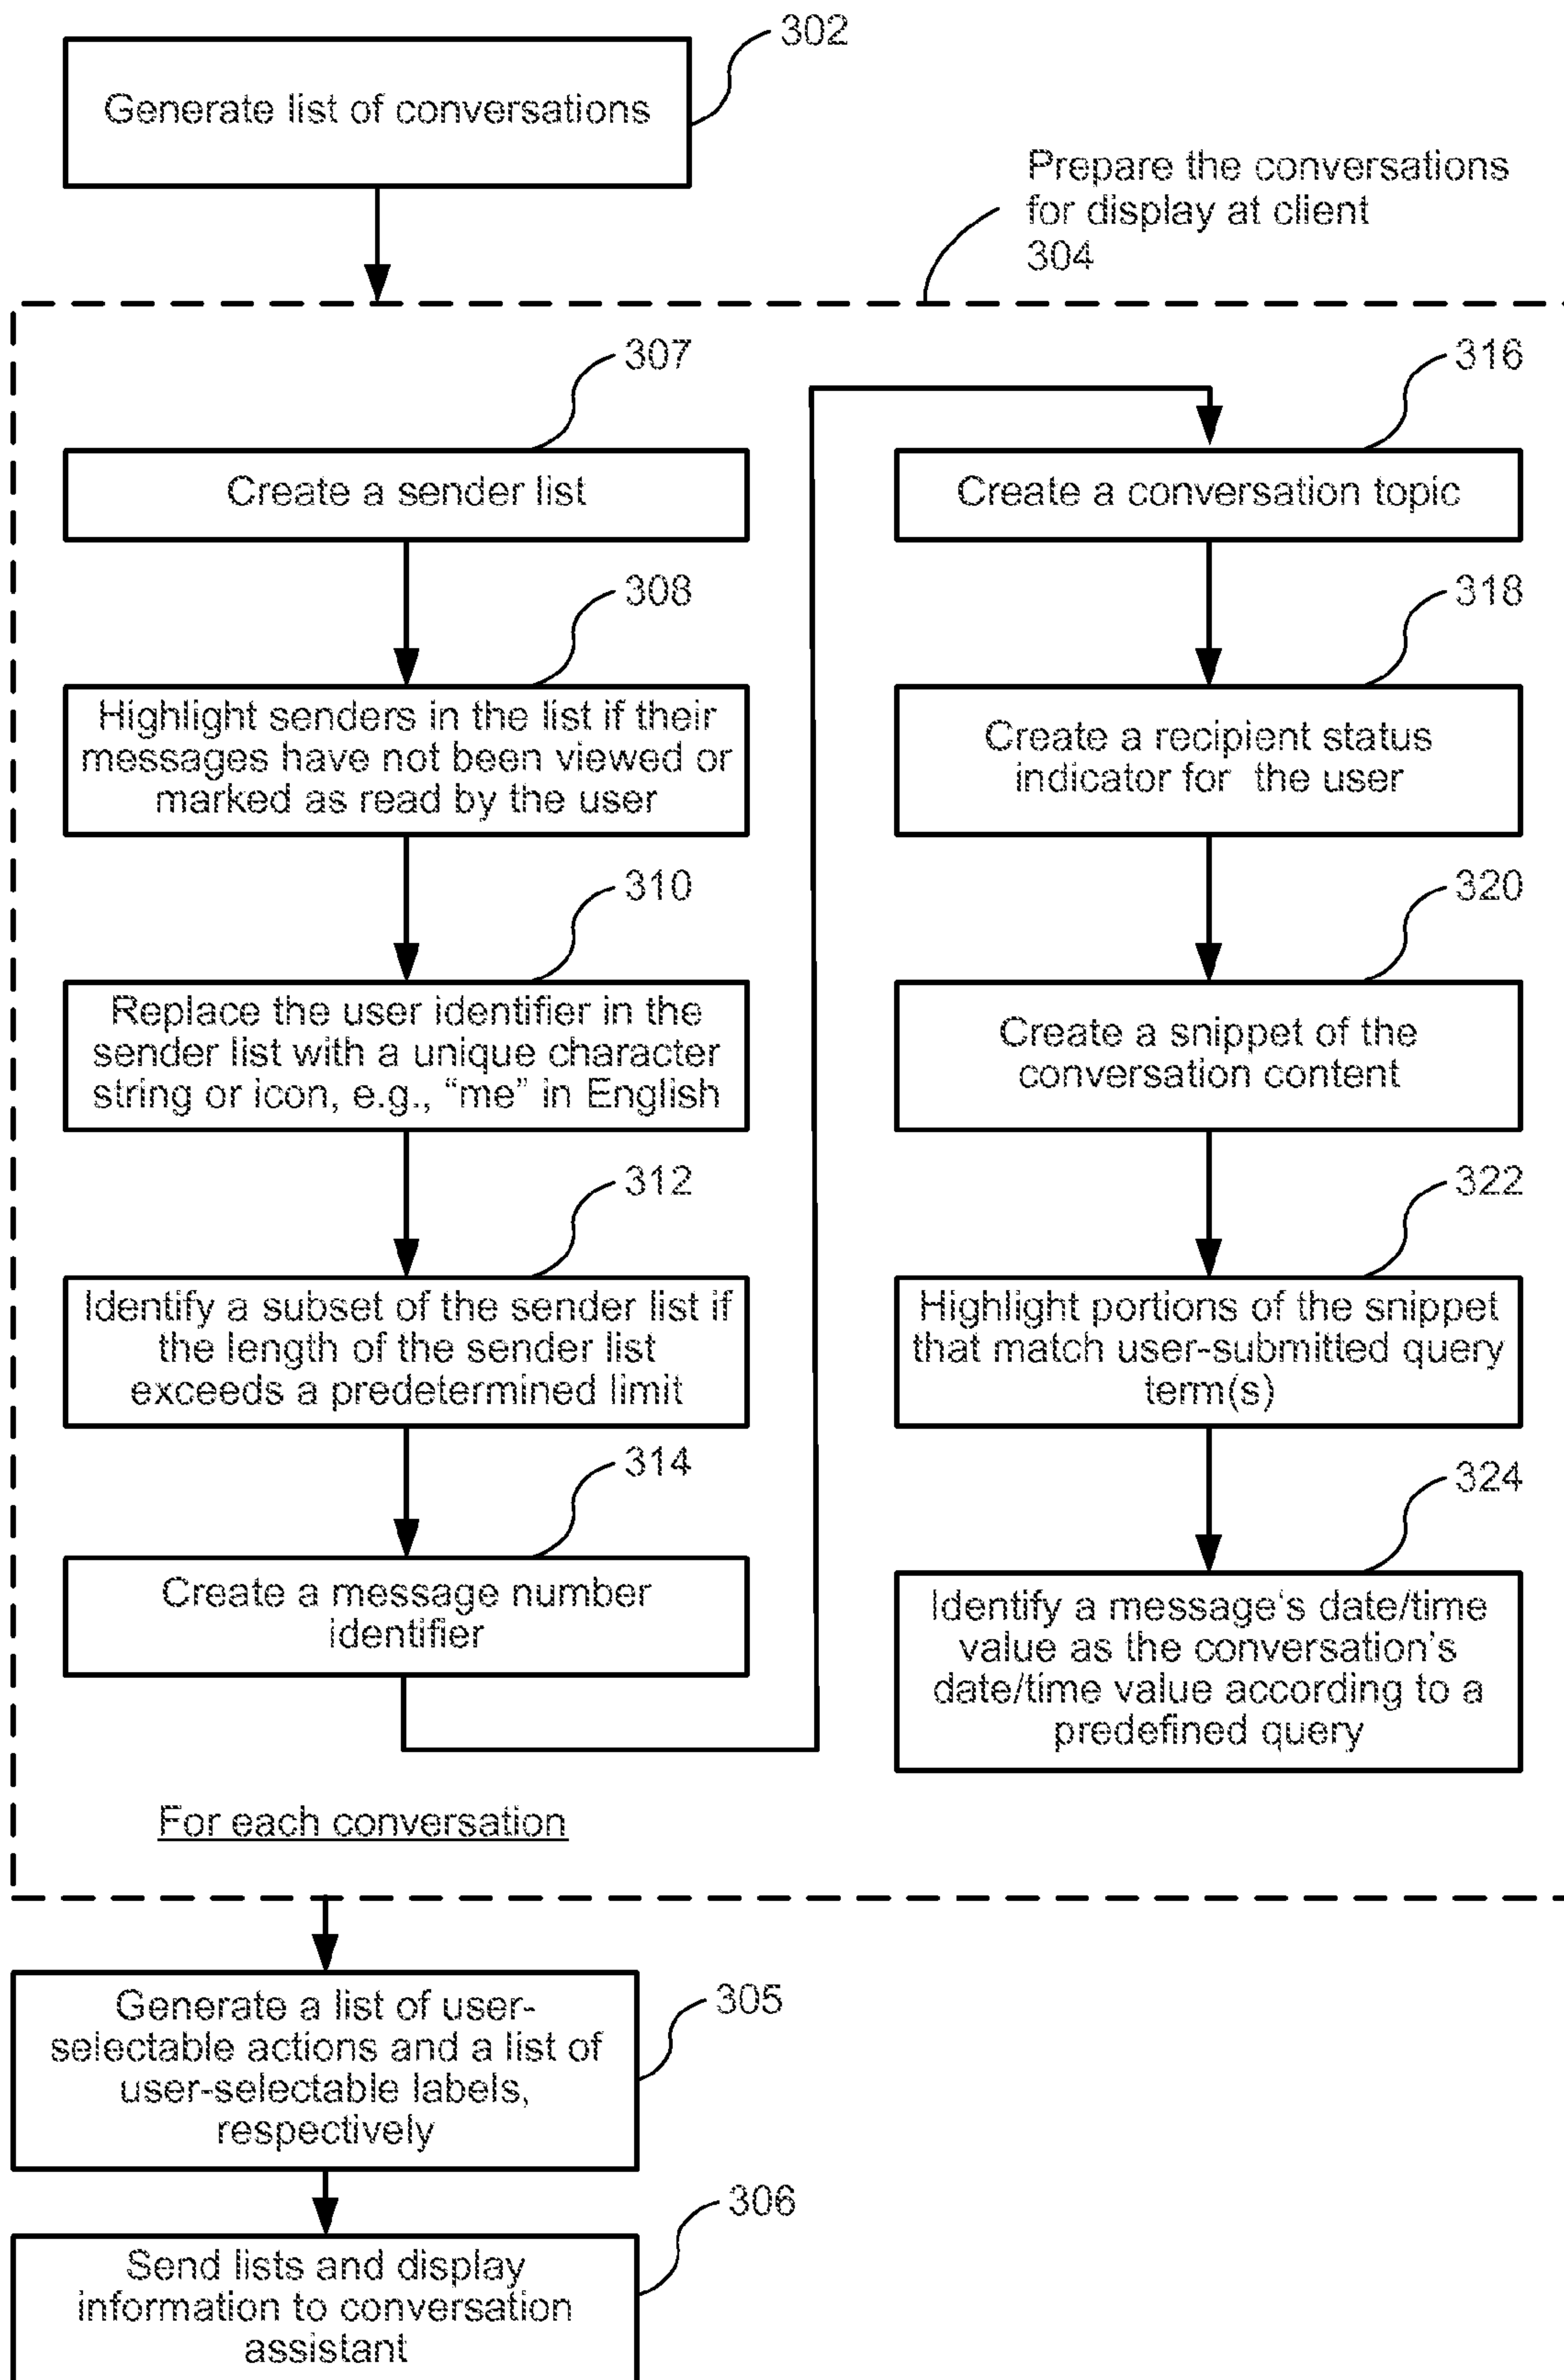 302
Generate list of conversations
Prepare the conversations
for display at client
304
307
Create a sender list
308
Highlight senders in the list if their
messages have not been viewed or
marked as read by the user
310
Replace the user identifier in the
sender list with a unique character
string or icon, e.g., “me” in English
312
Identify a subset of the sender list if
the length of the sender list
exceeds a predetermined limit
314
Create a message number
identifier
316
Create a conversation topic
318
Create a recipient status
indicator for the user
320
Create a snippet of the
conversation content
322
Highlight portions of the snippet
that match user-submitted query
term(s)
324
Identify a message‘s date/time
value as the conversation’s
date/time value according to a
predefined query
For each conversation
305
Generate a list of user-
selectable actions and a list of
user-selectable labels,
respectively
306
Send lists and display
information to conversation
assistant